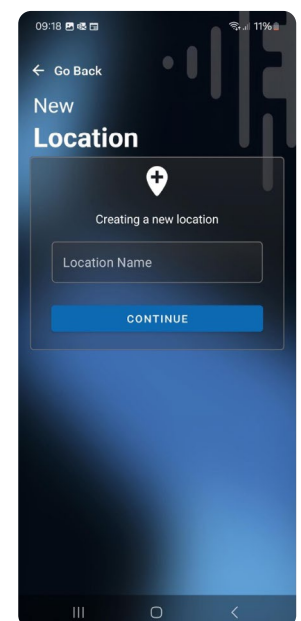 09:18 11%
Go Back
New
Location
Creating a new location
Location Name
CONTINUE